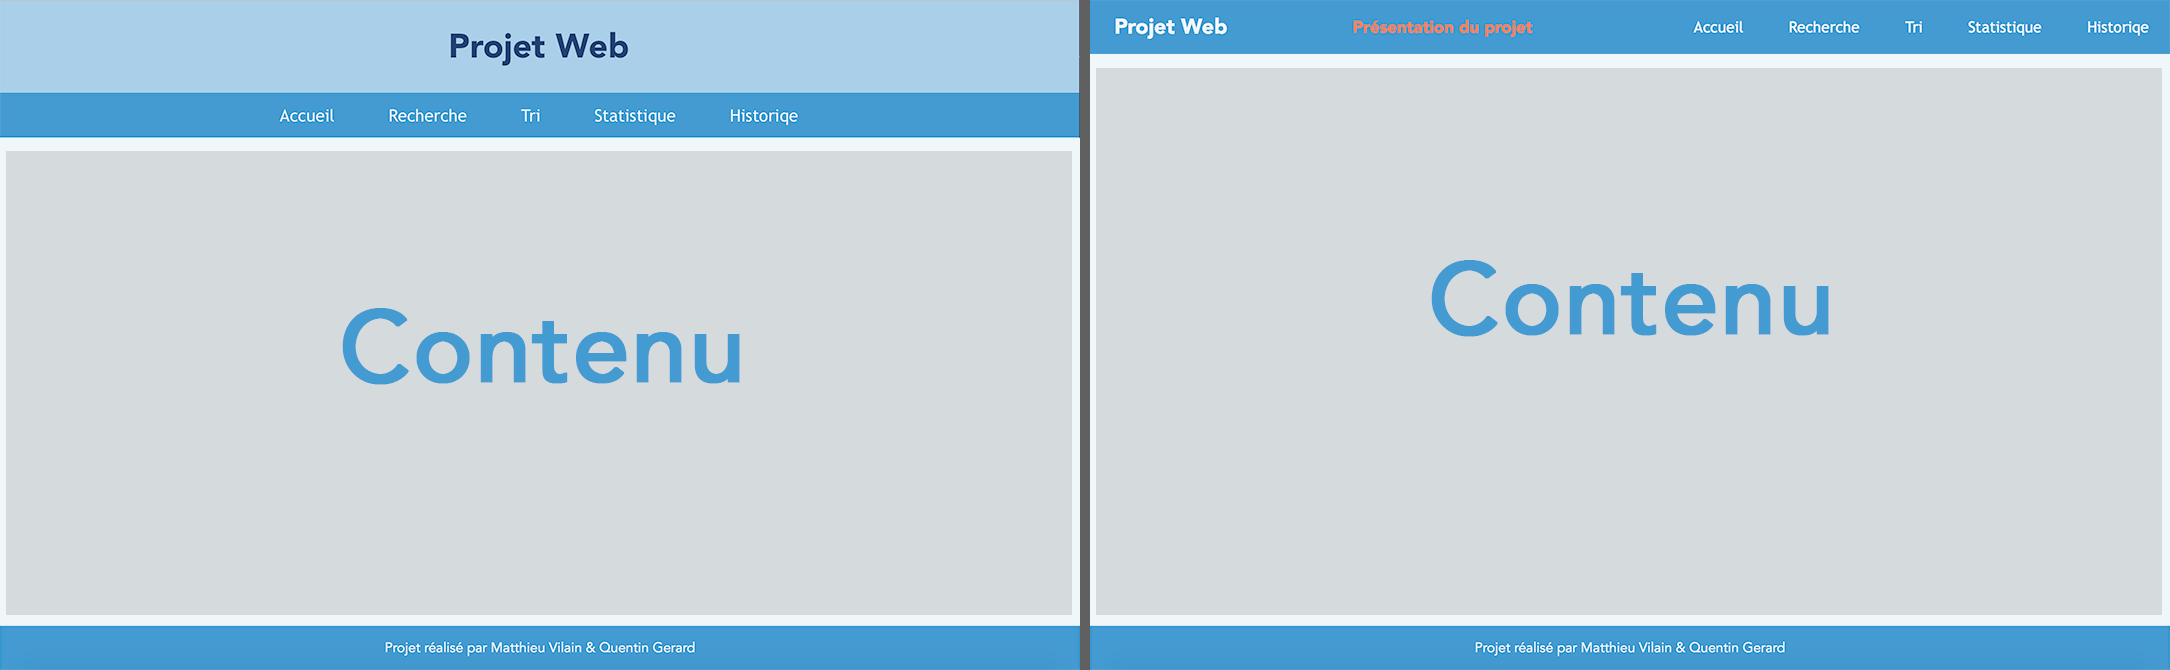 Projet Web
Accueil Recherche Tri Statistique Historiqe
Contenu
Projet réalisé par Matthieu Vilain & Quentin Gerard
Projet Web Présentation du projet Accueil Recherche Tri Statistique Historiqe
Contenu
Projet réalisé par Matthieu Vilain & Quentin Gerard